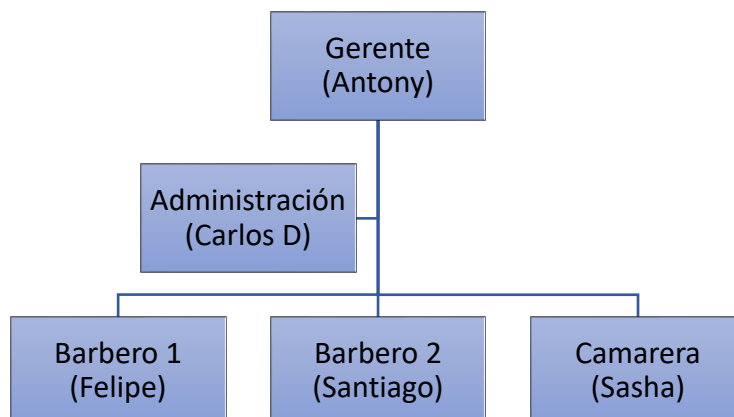 Gerente
(Antony)
Administración
(Carlos D)
Barbero 1
(Felipe)
Barbero 2
(Santiago)
Camarera
(Sasha)